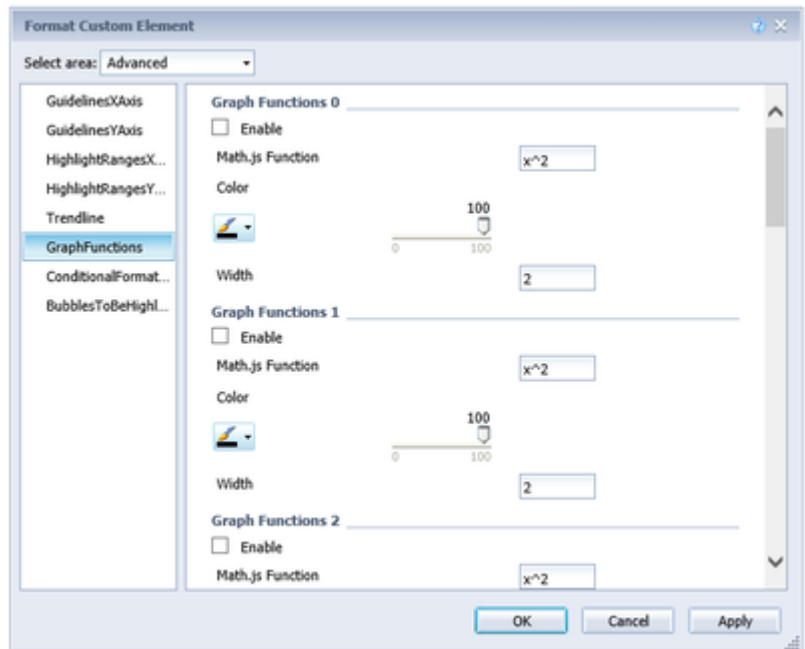 Format Custom Element
Select area: Advanced
GuidelinesXAxis
GuidelinesYAxis
HighlightRangesX...
HighlightRangesY...
Trendline
GraphFunctions
ConditionalFormat...
BubblesToBeHighl...
Graph Functions 0
Enable
Math.js Function x^2
Color
100
0 100
Width 2
Graph Functions 1
Enable
Math.js Function x^2
Color
100
0 100
Width 2
Graph Functions 2
Enable
Math.js Function x^2
OK Cancel Apply